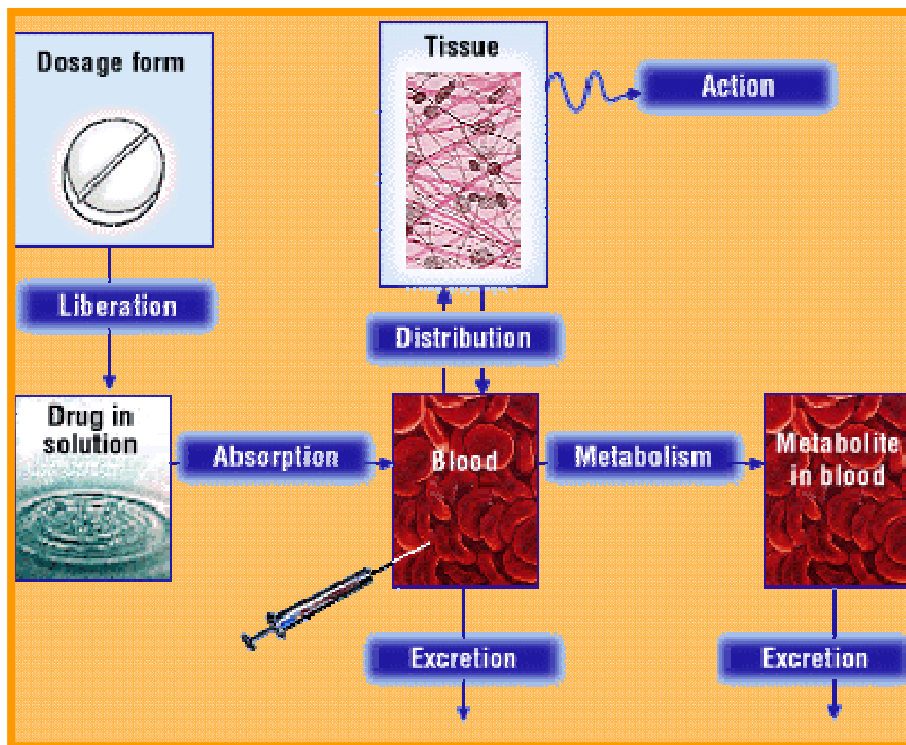 Dosage form
Tissue
Action
Liberation
Distribution
Drug in
solution
Absorption
Blood
Metabolism
Metabolite
in blood
Excretion
Excretion